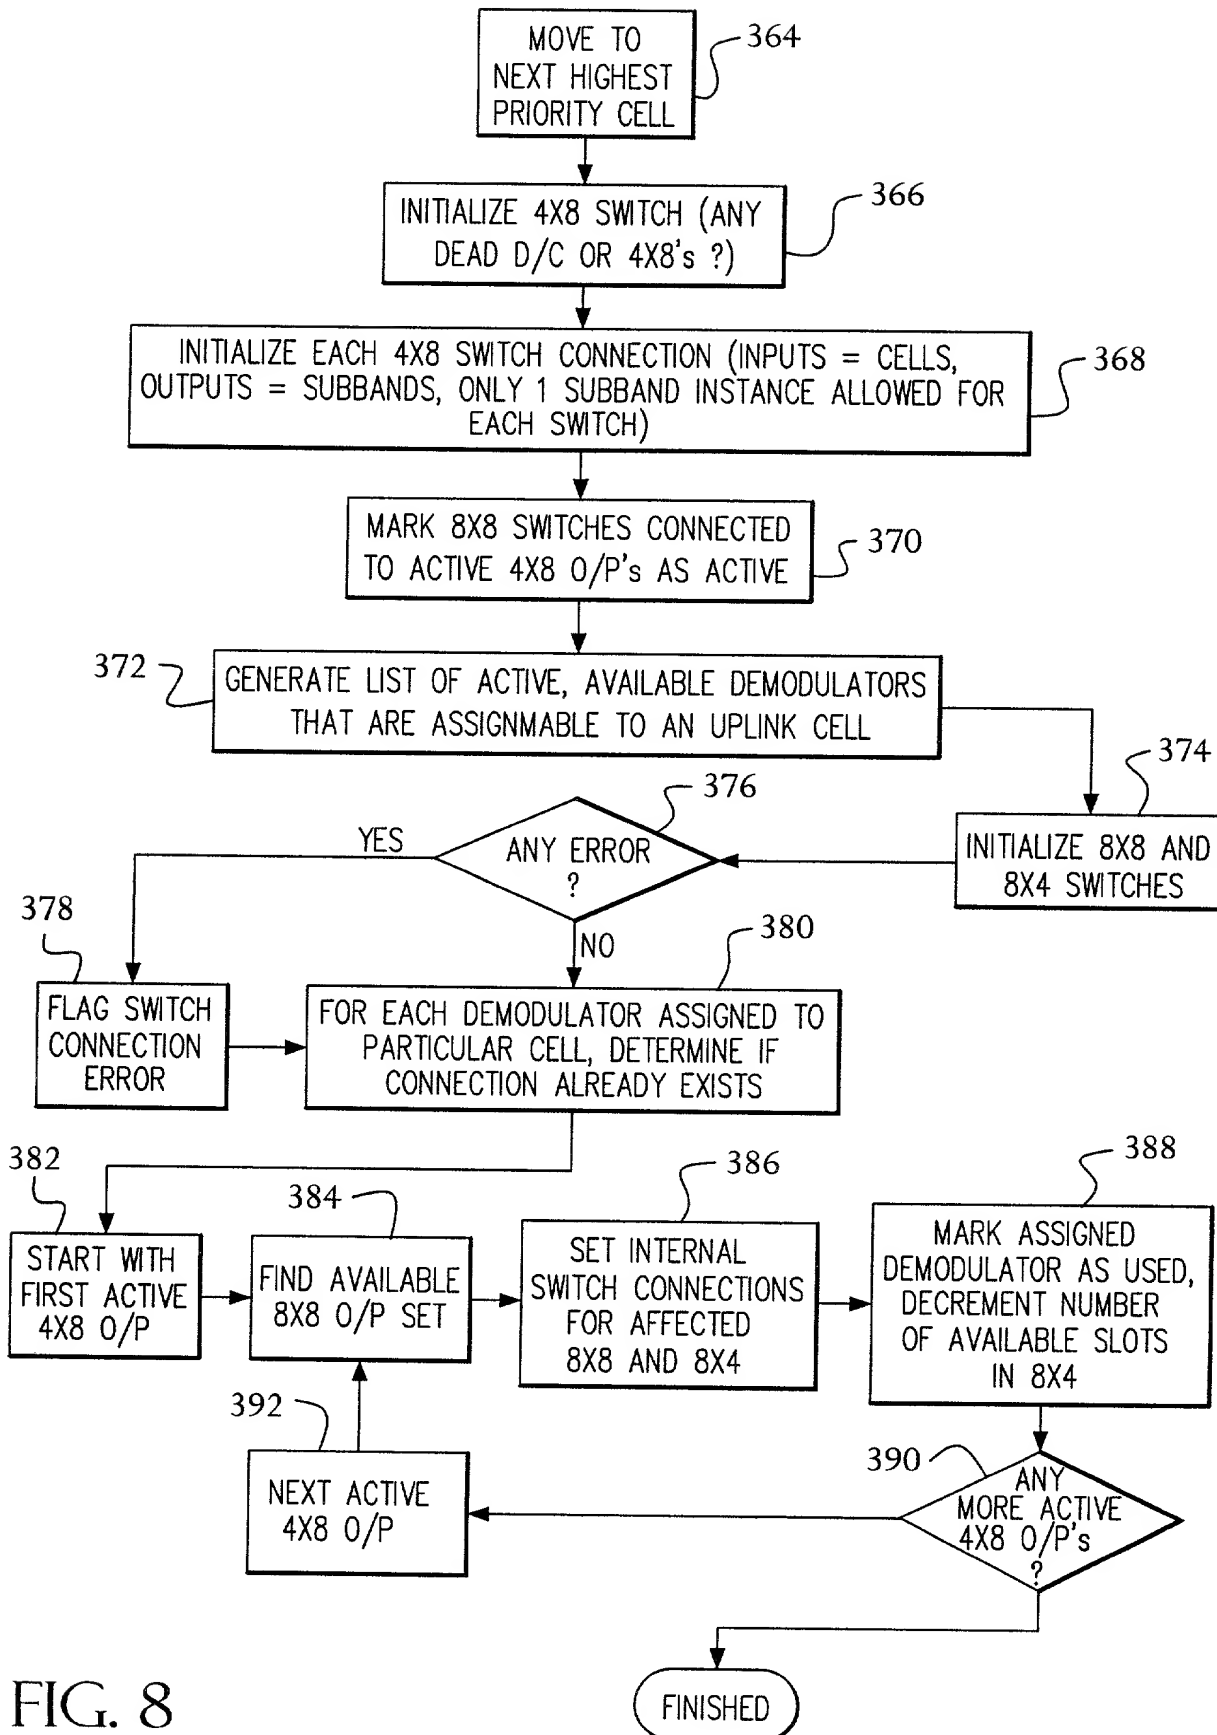 MOVE TO
NEXT HIGHEST
PRIORITY CELL
364
INITIALIZE 4X8 SWITCH (ANY
DEAD D/C OR 4X8's ?)
366
INITIALIZE EACH 4X8 SWITCH CONNECTION (INPUTS = CELLS,
OUTPUTS = SUBBANDS, ONLY 1 SUBBAND INSTANCE ALLOWED FOR
EACH SWITCH)
368
MARK 8X8 SWITCHES CONNECTED
TO ACTIVE 4X8 O/P's AS ACTIVE
370
372
GENERATE LIST OF ACTIVE, AVAILABLE DEMODULATORS
THAT ARE ASSIGNMABLE TO AN UPLINK CELL
374
INITIALIZE 8X8 AND
8X4 SWITCHES
376
ANY ERROR
?
YES
NO
378
FLAG SWITCH
CONNECTION
ERROR
380
FOR EACH DEMODULATOR ASSIGNED TO
PARTICULAR CELL, DETERMINE IF
CONNECTION ALREADY EXISTS
382
START WITH
FIRST ACTIVE
4X8 O/P
384
FIND AVAILABLE
8X8 O/P SET
386
SET INTERNAL
SWITCH CONNECTIONS
FOR AFFECTED
8X8 AND 8X4
388
MARK ASSIGNED
DEMODULATOR AS USED,
DECREMENT NUMBER
OF AVAILABLE SLOTS
IN 8X4
390
ANY
MORE ACTIVE
4X8 O/P's
?
392
NEXT ACTIVE
4X8 O/P
FINISHED
FIG. 8